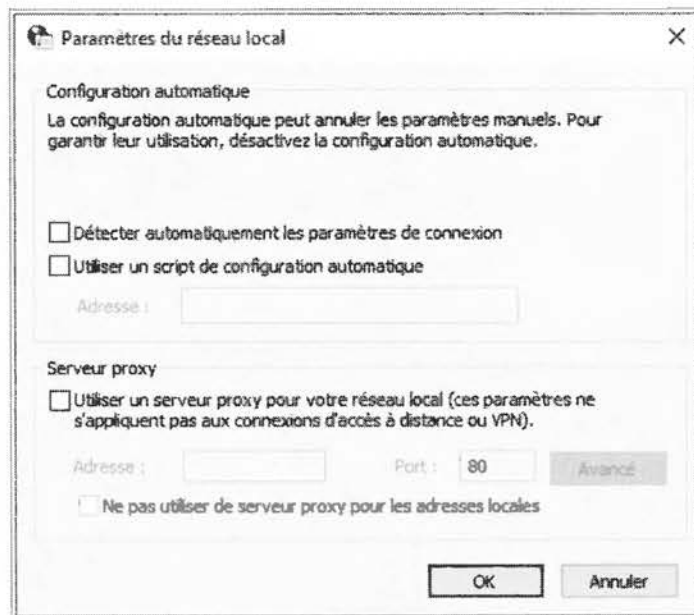 Paramètres du réseau local
Configuration automatique
La configuration automatique peut annuler les paramètres manuels. Pour
garantir leur utilisation, désactivez la configuration automatique.
Détecter automatiquement les paramètres de connexion
Utiliser un script de configuration automatique
Adresse :
Serveur proxy
Utiliser un serveur proxy pour votre réseau local (ces paramètres ne
s'appliquent pas aux connexions d'accès à distance ou VPN).
Adresse : Port : 80 Avancé
Ne pas utiliser de serveur proxy pour les adresses locales
OK Annuler